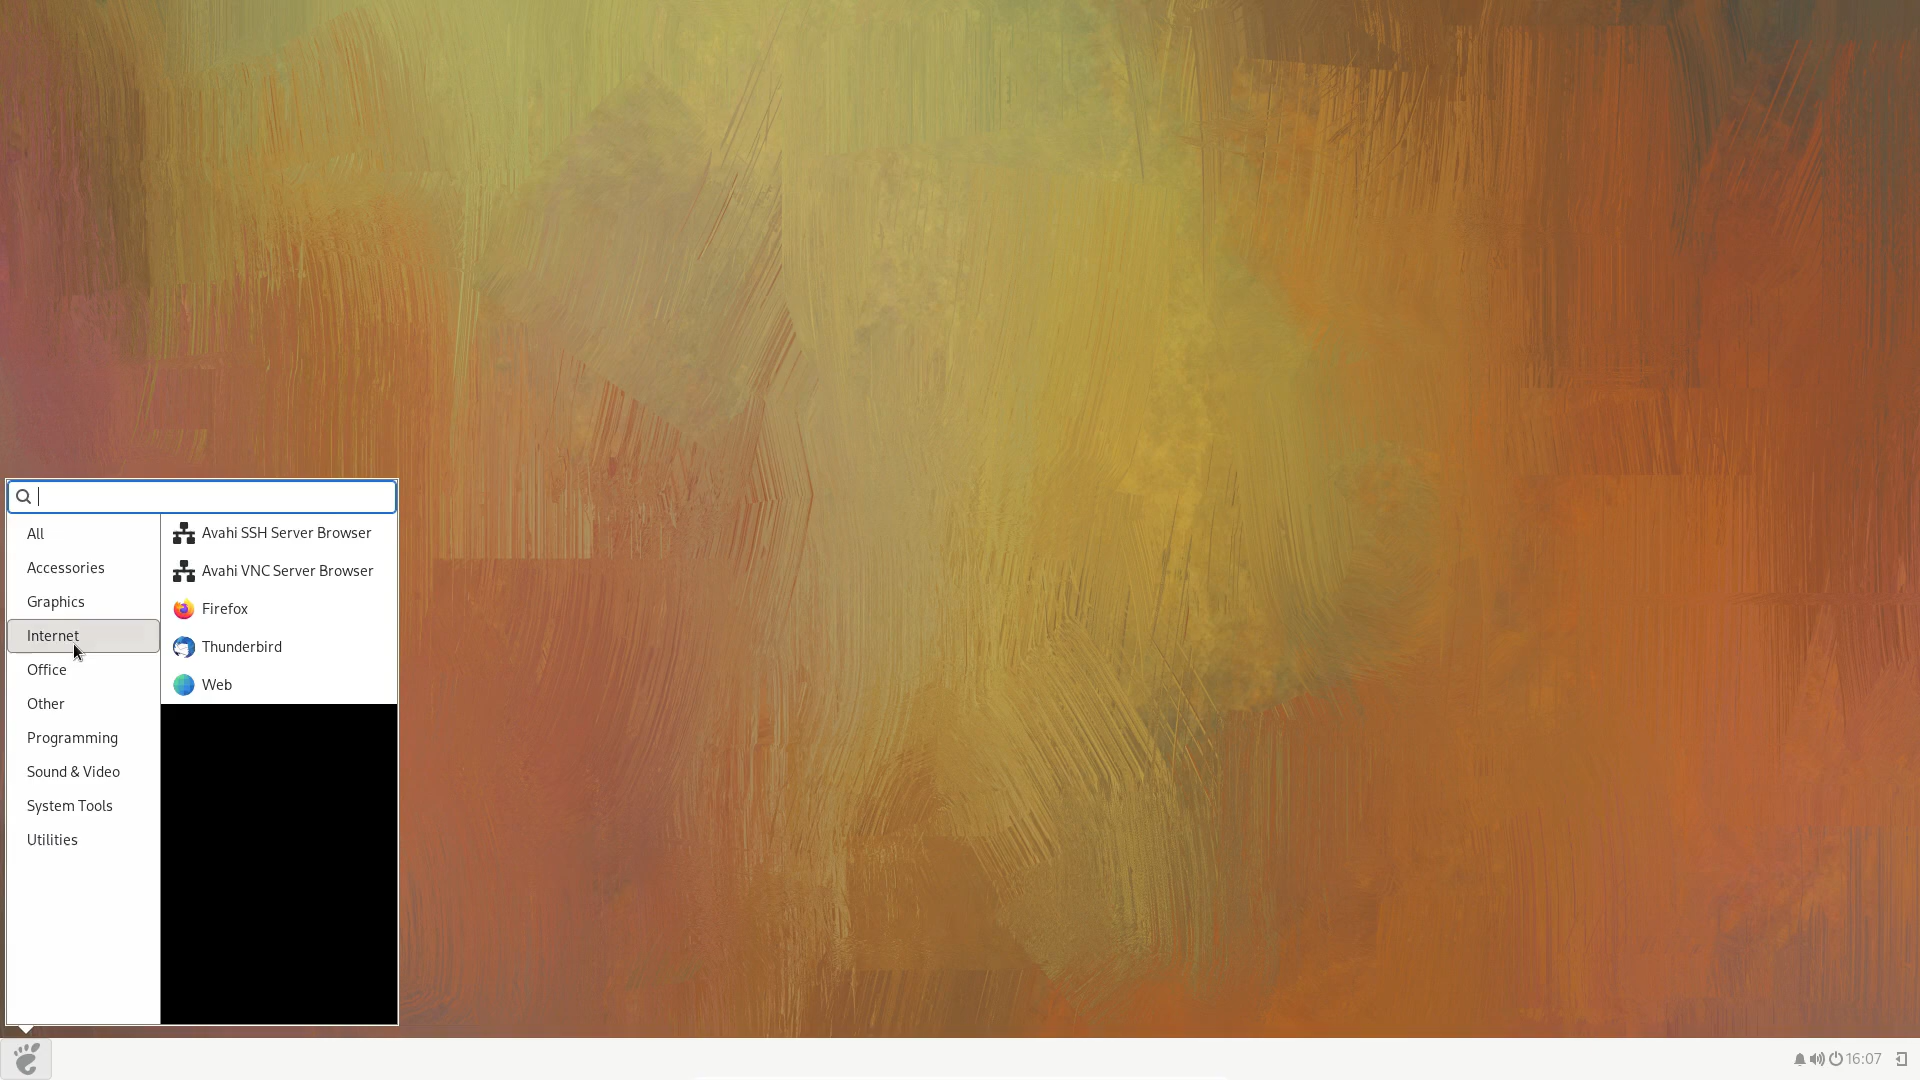 All
Accessories
Graphics
Internet
Office
Other
Programming
Sound & Video
System Tools
Utilities
Avahi SSH Server Browser
Avahi VNC Server Browser
Firefox
Thunderbird
Web
16:07